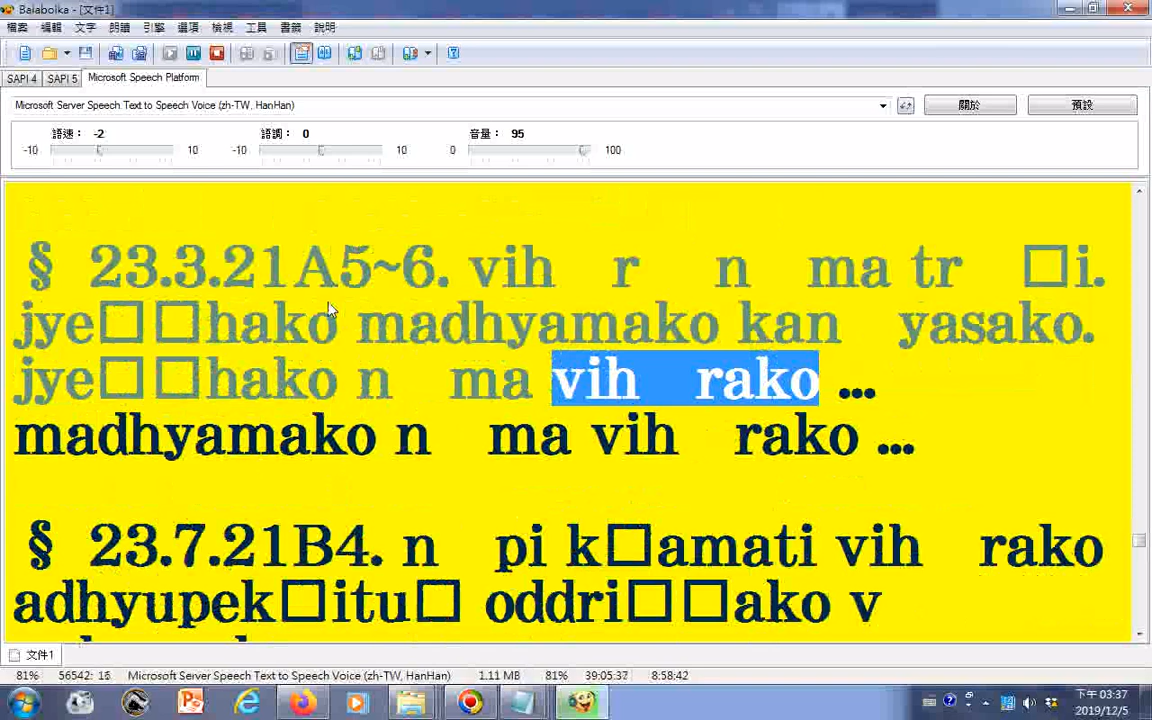 Balabolka - [文件1]
檔案 編輯 文字 朗讀 引擎 選項 檢視 工具 書籤 說明
SAPI 4 SAPI 5 Microsoft Speech Platform
Microsoft Server Speech Text to Speech Voice (zh-TW, HanHan) 關於 預設
語速： -2 語調： 0 音量： 95
-10 10 -10 10 0 100
§ 23.3.21A5~6. vih r n ma tr □i.
jye□□hako madhyamako kan yasako.
jye□□hako n ma vih rako ...
madhyamako n ma vih rako ...
§ 23.7.21B4. n pi k□amati vih rako
adhyupek□itu□ oddri□□ako v
文件1
81% 56542: 16 Microsoft Server Speech Text to Speech Voice (zh-TW, HanHan) 1.11 MB 81% 39:05:37 8:58:42
下午 03:37
2019/12/5